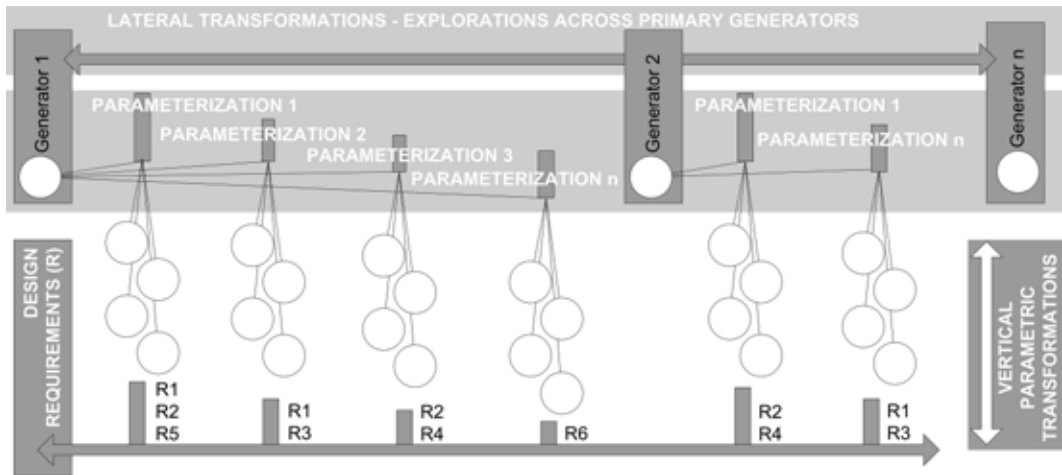 LATERAL TRANSFORMATIONS - EXPLORATIONS ACROSS PRIMARY GENERATORS
Generator 1
Generator 2
Generator n
PARAMETERIZATION 1
PARAMETERIZATION 2
PARAMETERIZATION 3
PARAMETERIZATION n
PARAMETERIZATION 1
PARAMETERIZATION n
DESIGN
REQUIREMENTS (R)
R1
R2
R5
R1
R3
R2
R4
R6
R2
R4
R1
R3
VERTICAL
PARAMETRIC
TRANSFORMATIONS